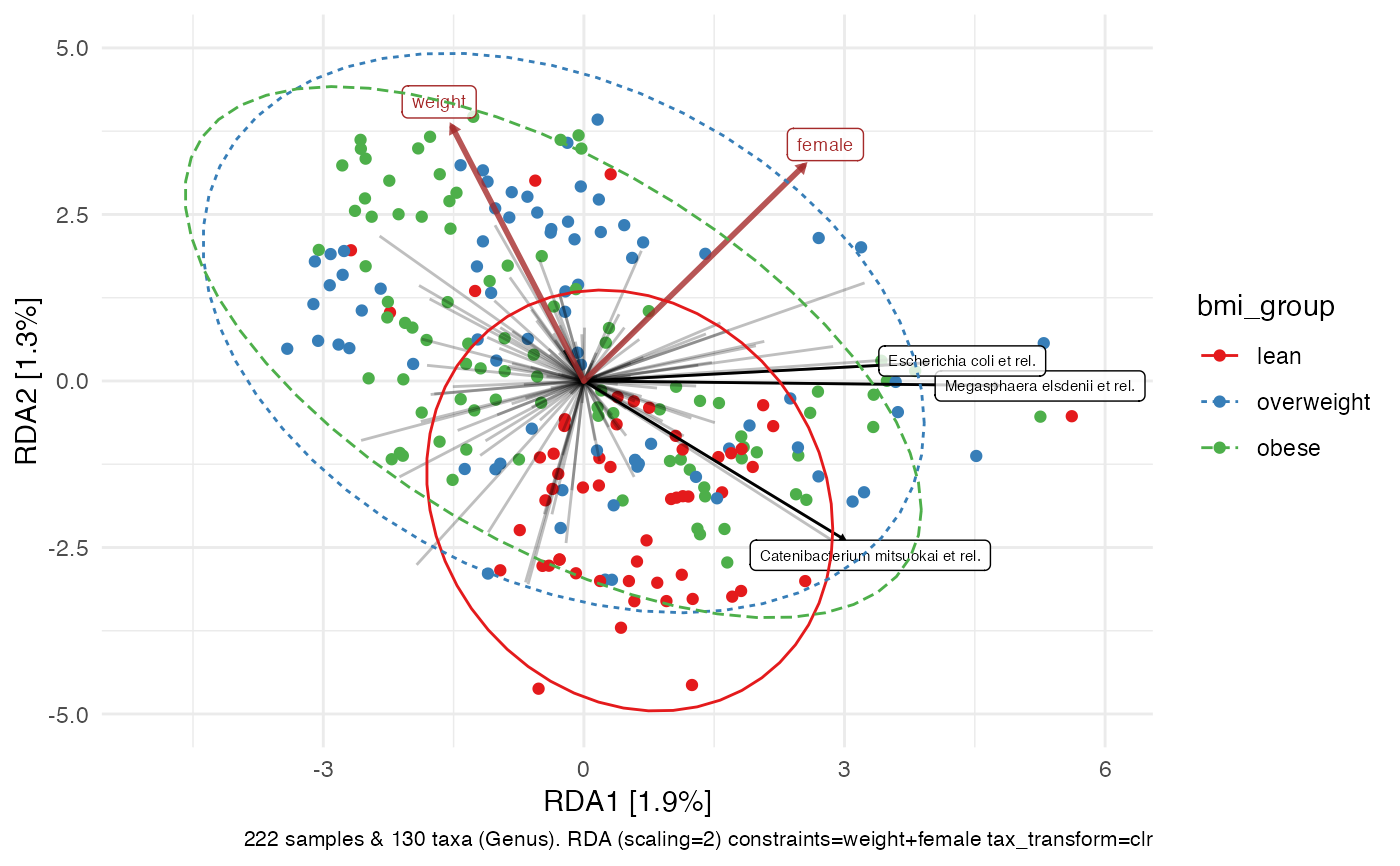 5.0
2.5
0.0
-2.5
-5.0
RDA2 [1.3%]
weight
female
Escherichia coli et rel.
Megasphaera elsdenii et rel.
Catenibacterium mitsuokai et rel.
-3
0
3
6
RDA1 [1.9%]
222 samples & 130 taxa (Genus). RDA (scaling=2) constraints=weight+female tax_transform=clr
bmi_group
lean
overweight
obese